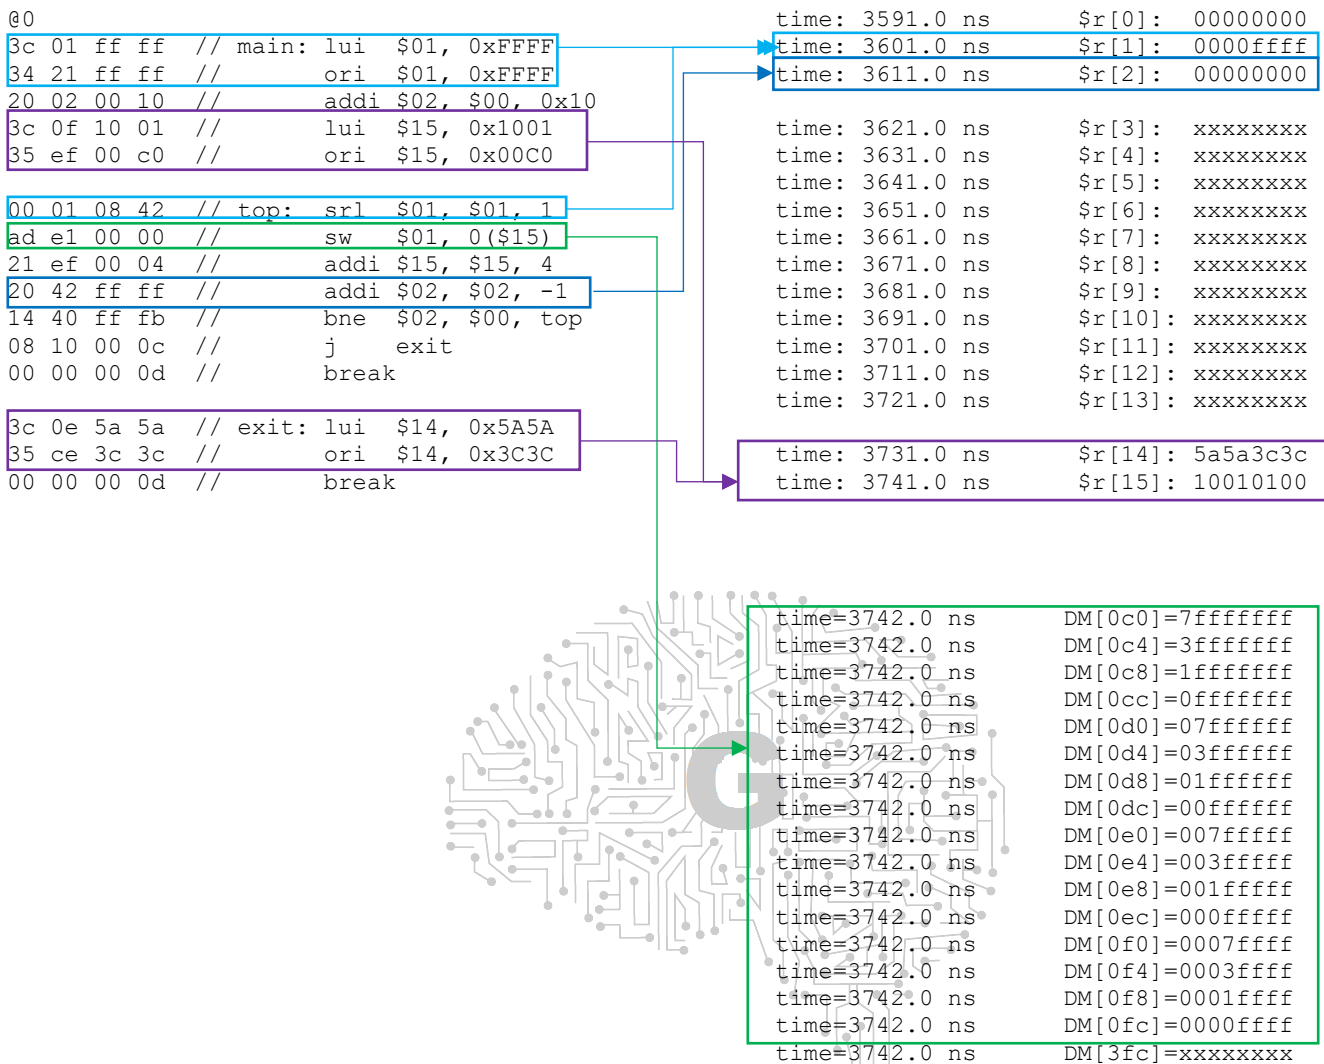 @0
3c 01 ff ff // main: lui $01, 0xFFFF
34 21 ff ff // ori $01, 0xFFFF
20 02 00 10 // addi $02, $00, 0x10
3c 0f 10 01 // lui $15, 0x1001
35 ef 00 c0 // ori $15, 0x00C0
00 01 08 42 // top: srl $01, $01, 1
ad e1 00 00 // sw $01, 0($15)
21 ef 00 04 // addi $15, $15, 4
20 42 ff ff // addi $02, $02, -1
14 40 ff fb // bne $02, $00, top
08 10 00 0c // j exit
00 00 00 0d // break
3c 0e 5a 5a // exit: lui $14, 0x5A5A
35 ce 3c 3c // ori $14, 0x3C3C
00 00 00 0d // break
time: 3591.0 ns $r[0]: 00000000
time: 3601.0 ns $r[1]: 0000ffff
time: 3611.0 ns $r[2]: 00000000
time: 3621.0 ns $r[3]: xxxxxxxx
time: 3631.0 ns $r[4]: xxxxxxxx
time: 3641.0 ns $r[5]: xxxxxxxx
time: 3651.0 ns $r[6]: xxxxxxxx
time: 3661.0 ns $r[7]: xxxxxxxx
time: 3671.0 ns $r[8]: xxxxxxxx
time: 3681.0 ns $r[9]: xxxxxxxx
time: 3691.0 ns $r[10]: xxxxxxxx
time: 3701.0 ns $r[11]: xxxxxxxx
time: 3711.0 ns $r[12]: xxxxxxxx
time: 3721.0 ns $r[13]: xxxxxxxx
time: 3731.0 ns $r[14]: 5a5a3c3c
time: 3741.0 ns $r[15]: 10010100
time=3742.0 ns DM[0c0]=7fffffff
time=3742.0 ns DM[0c4]=3fffffff
time=3742.0 ns DM[0c8]=1fffffff
time=3742.0 ns DM[0cc]=0fffffff
time=3742.0 ns DM[0d0]=07ffffff
time=3742.0 ns DM[0d4]=03ffffff
time=3742.0 ns DM[0d8]=01ffffff
time=3742.0 ns DM[0dc]=00ffffff
time=3742.0 ns DM[0e0]=007fffff
time=3742.0 ns DM[0e4]=003fffff
time=3742.0 ns DM[0e8]=001fffff
time=3742.0 ns DM[0ec]=000fffff
time=3742.0 ns DM[0f0]=0007ffff
time=3742.0 ns DM[0f4]=0003ffff
time=3742.0 ns DM[0f8]=0001ffff
time=3742.0 ns DM[0fc]=0000ffff
time=3742.0 ns DM[3fc]=xxxxxxxx
G